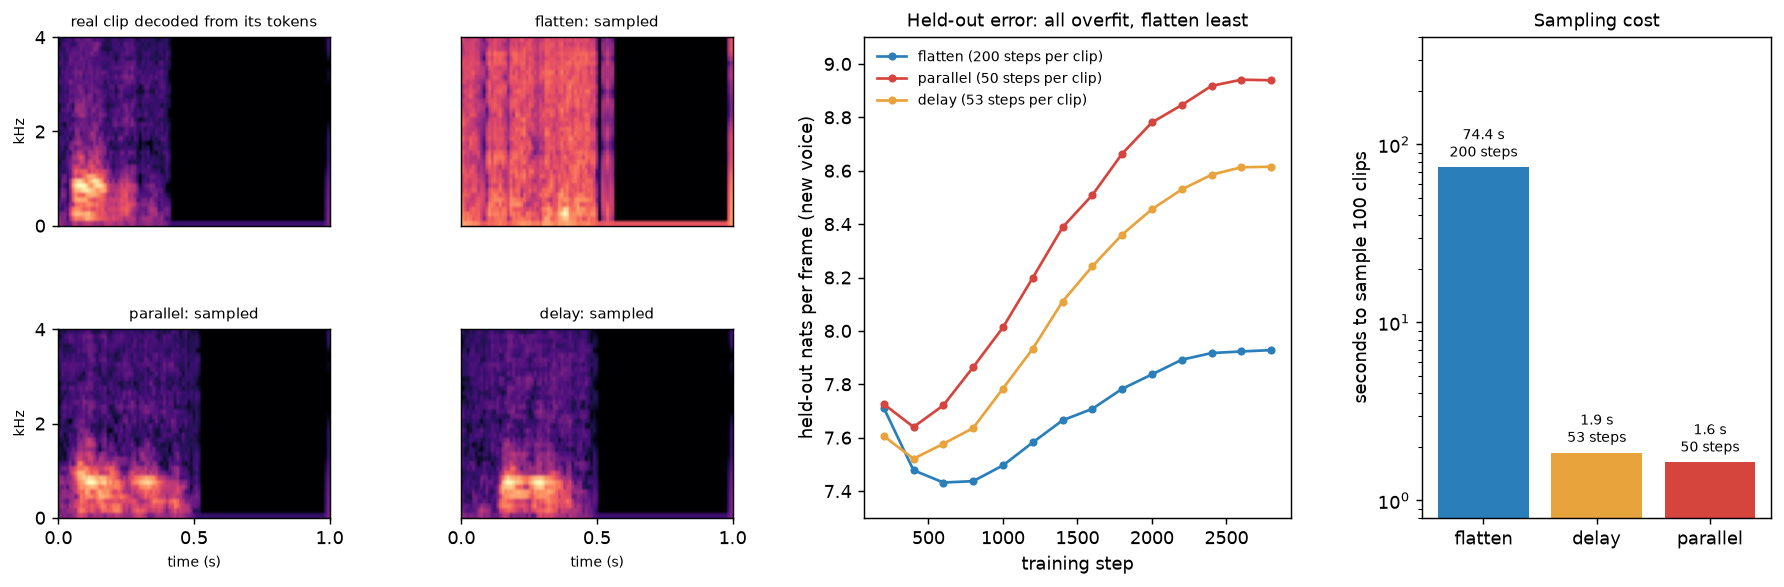 real clip decoded from its tokens
kHz
4
2
0
flatten: sampled
parallel: sampled
kHz
4
2
0
0.0 0.5 1.0
time (s)
delay: sampled
0.0 0.5 1.0
time (s)
Held-out error: all overfit, flatten least
flatten (200 steps per clip)
parallel (50 steps per clip)
delay (53 steps per clip)
held-out nats per frame (new voice)
9.0
8.8
8.6
8.4
8.2
8.0
7.8
7.6
7.4
500 1000 1500 2000 2500
training step
Sampling cost
seconds to sample 100 clips
10²
10¹
10⁰
74.4 s
200 steps
1.9 s
53 steps
1.6 s
50 steps
flatten delay parallel